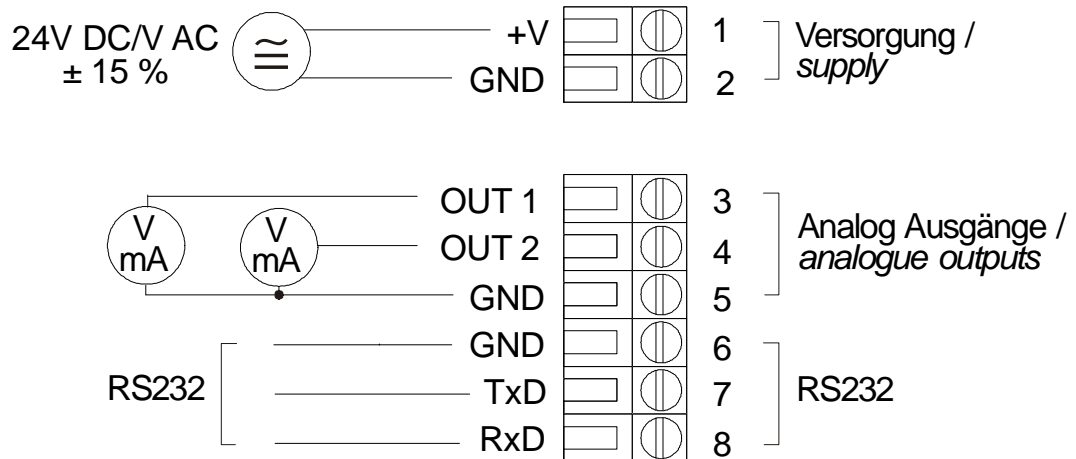 24V DC/V AC
± 15 %
≅
+V
1
GND
2
Versorgung /
supply
OUT 1
3
OUT 2
4
GND
5
V
mA
V
mA
Analog Ausgänge /
analogue outputs
RS232
GND
6
TxD
7
RxD
8
RS232